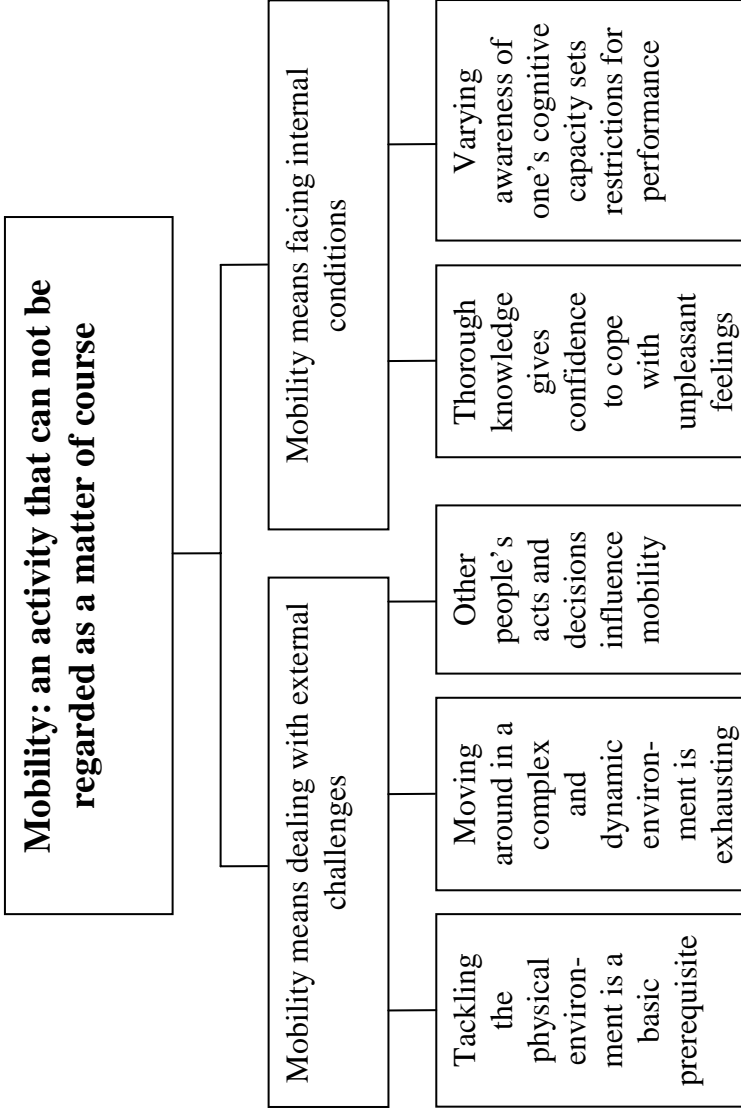 Mobility: an activity that can not be
regarded as a matter of course
Mobility means dealing with external
challenges
Mobility means facing internal
conditions
Tackling
the
physical
environ-
ment is a
basic
prerequisite
Moving
around in a
complex
and
dynamic
environ-
ment is
exhausting
Other
people’s
acts and
decisions
influence
mobility
Thorough
knowledge
gives
confidence
to cope
with
unpleasant
feelings
Varying
awareness of
one’s cognitive
capacity sets
restrictions for
performance